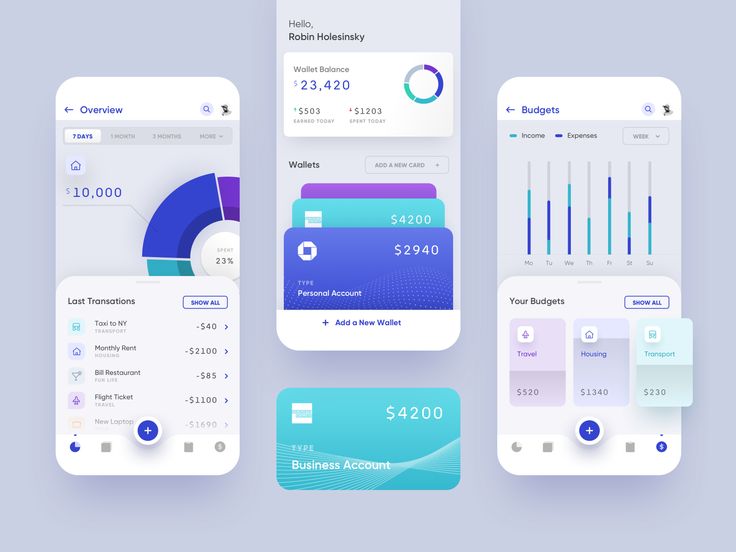 Overview
7 DAYS
1 MONTH
3 MONTHS
MORE
$ 10,000
SPENT
23%
Last Transations
SHOW ALL
Taxi to NY
TRANSPORT
-$40
Monthly Rent
HOUSING
-$2100
Bill Restaurant
FUN LIFE
-$85
Flight Ticket
TRAVEL
-$1100
New Laptop
-$1690
Hello,
Robin Holesinsky
Wallet Balance
$ 23,420
$503
$1203
EARNED TODAY
SPENT TODAY
Wallets
ADD A NEW CARD +
$4200
$2940
TYPE
Personal Account
+ Add a New Wallet
$4200
TYPE
Business Account
Budgets
Income
Expenses
WEEK
Mo Tu We Th Fr St Su
Your Budgets
SHOW ALL
Travel
Housing
Transport
$520
$1340
$230